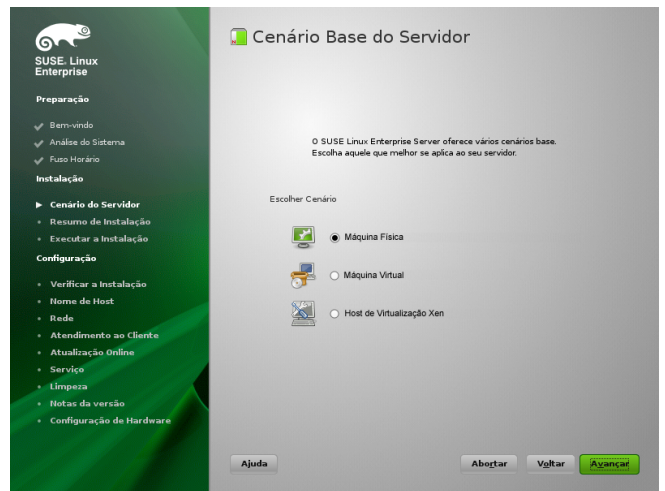 SUSE. Linux
Enterprise
Preparação
Bem-vindo
Análise do Sistema
Fuso Horário
Instalação
Cenário do Servidor
Resumo de Instalação
Executar a Instalação
Configuração
Verificar a Instalação
Nome de Host
Rede
Atendimento ao Cliente
Atualização Online
Serviço
Limpeza
Notas da versão
Configuração de Hardware
Cenário Base do Servidor
O SUSE Linux Enterprise Server oferece vários cenários base.
Escolha aquele que melhor se aplica ao seu servidor.
Escolher Cenário
Máquina Física
Máquina Virtual
Host de Virtualização Xen
Ajuda
Abortar
Voltar
Avançar